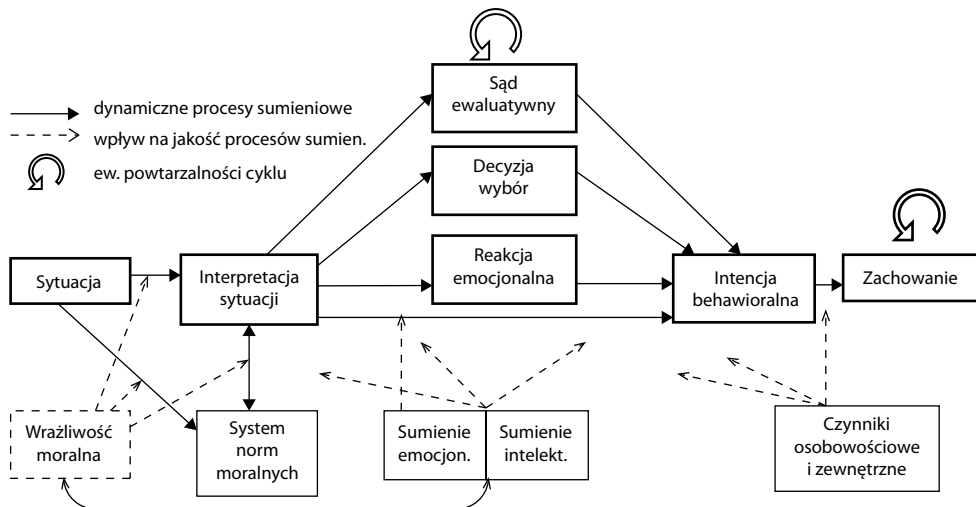 Sąd
ewaluatywny
dynamiczne procesy sumieniowe
wpływ na jakość procesów sumien.
ew. powtarzalności cyklu
Decyzja
wybór
Sytuacja
Interpretacja
sytuacji
Reakcja
emocjonalna
Intencja
behawioralna
Zachowanie
Wrażliwość
moralna
System
norm
moralnych
Sumienie
emocjon.
Sumienie
intelekt.
Czynniki
osobowościowe
i zewnętrzne